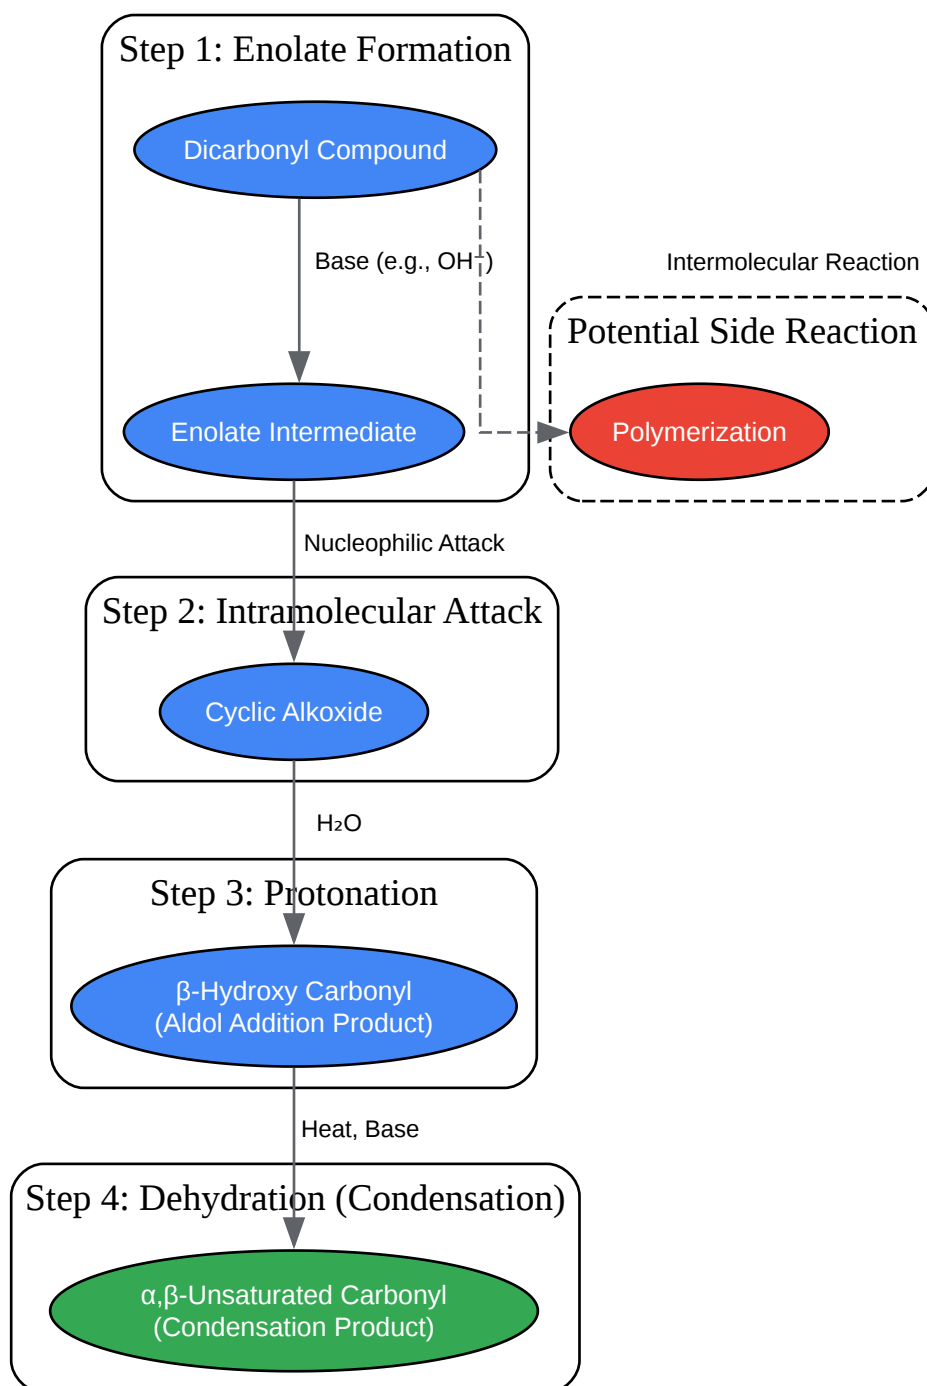 Step 1: Enolate Formation
Dicarbonyl Compound
Base (e.g., OH⁻)
Intermolecular Reaction
Potential Side Reaction
Enolate Intermediate
Polymerization
Nucleophilic Attack
Step 2: Intramolecular Attack
Cyclic Alkoxide
H₂O
Step 3: Protonation
β-Hydroxy Carbonyl
(Aldol Addition Product)
Heat, Base
Step 4: Dehydration (Condensation)
α,β-Unsaturated Carbonyl
(Condensation Product)